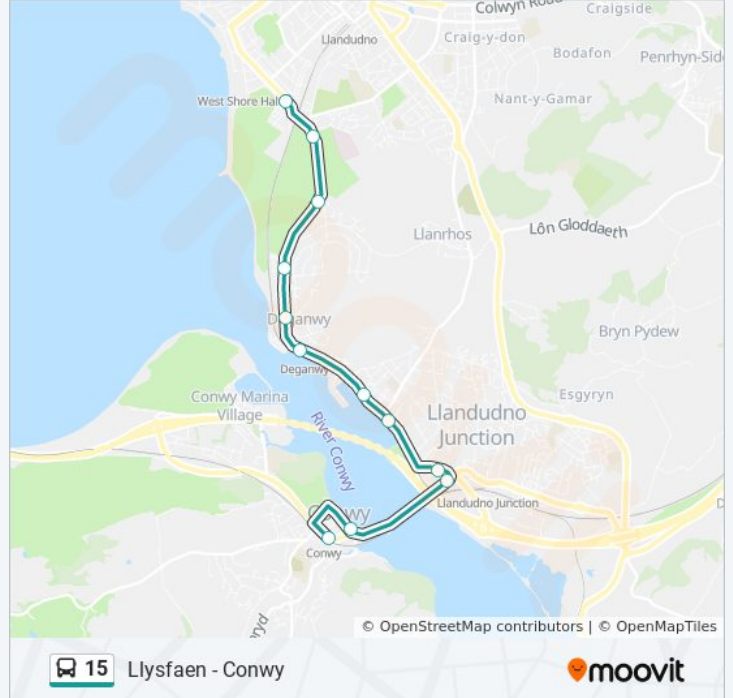 Colwyn Road
Craigside
Llandudno
Craig-y-don
Bodafon
Penrhyn-Sid
West Shore Hal
Nant-y-Gamar
Llanrhos
Lôn Gloddaeth
Deganwy
Bryn Pydew
Deganwy
Conwy Marina
Village
Esgyryn
Llandudno
Junction
River Conwy
Llandudno Junction
D
Conwy
Conwy
ryd
© OpenStreetMap contributors | © OpenMapTiles
15 Llysfaen - Conwy
moovit